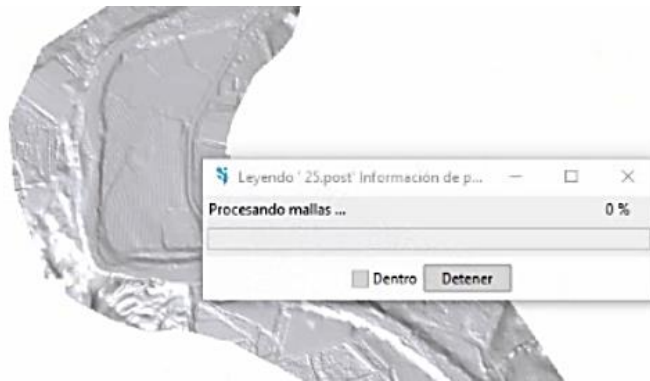 Leyendo ' 25.post' Información de p...
Procesando mallas ...
0 %
Dentro
Detener